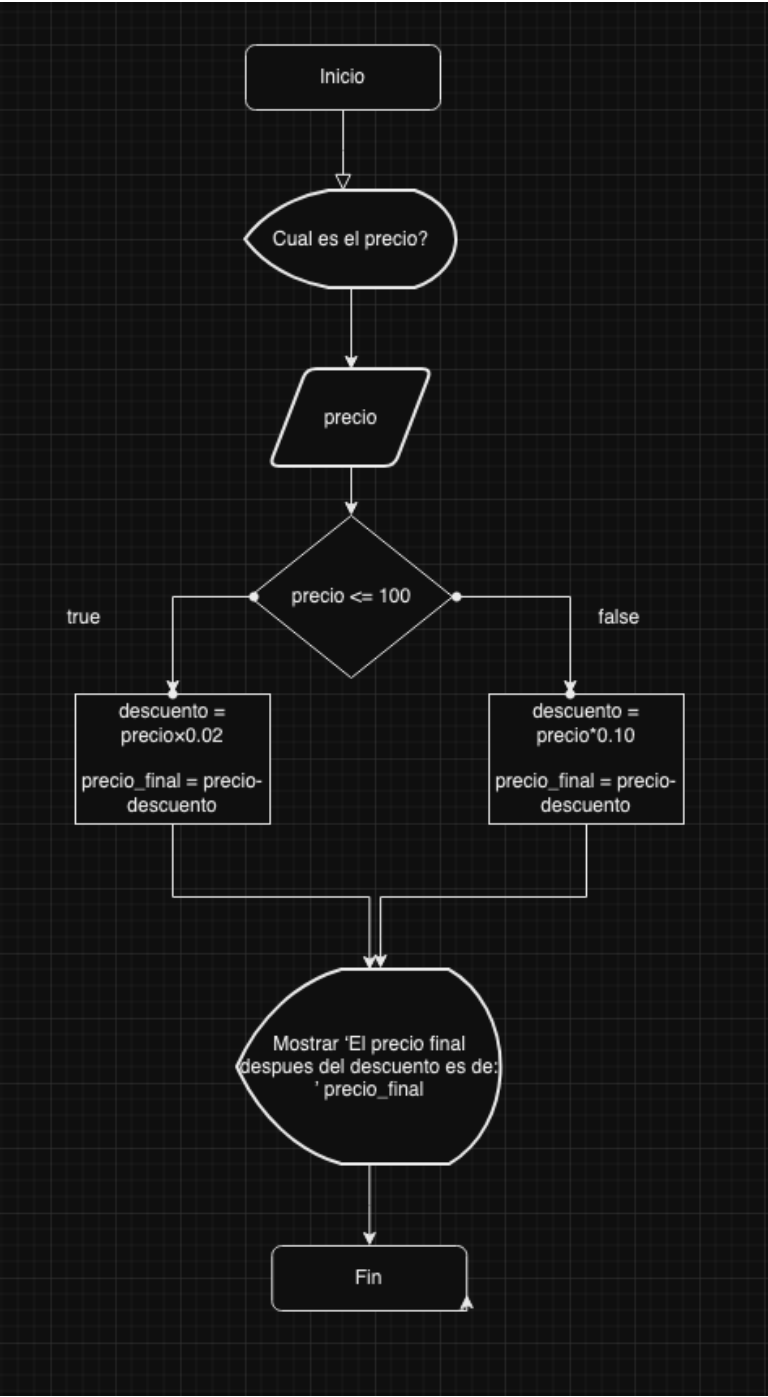 Inicio
Cual es el precio?
precio
precio <= 100
true
false
descuento =
precio×0.02
precio_final = precio-
descuento
descuento =
precio*0.10
precio_final = precio-
descuento
Mostrar ‘El precio final
despues del descuento es de:
’ precio_final
Fin